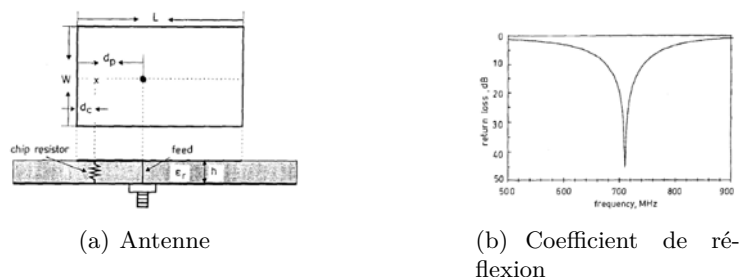 L
d_p
W
x
d_c
chip resistor
feed
ε_r
h
(a) Antenne
return loss, dB
0
10
20
30
40
50
500
600
700
800
900
frequency, MHz
(b) Coefficient de ré-
flexion